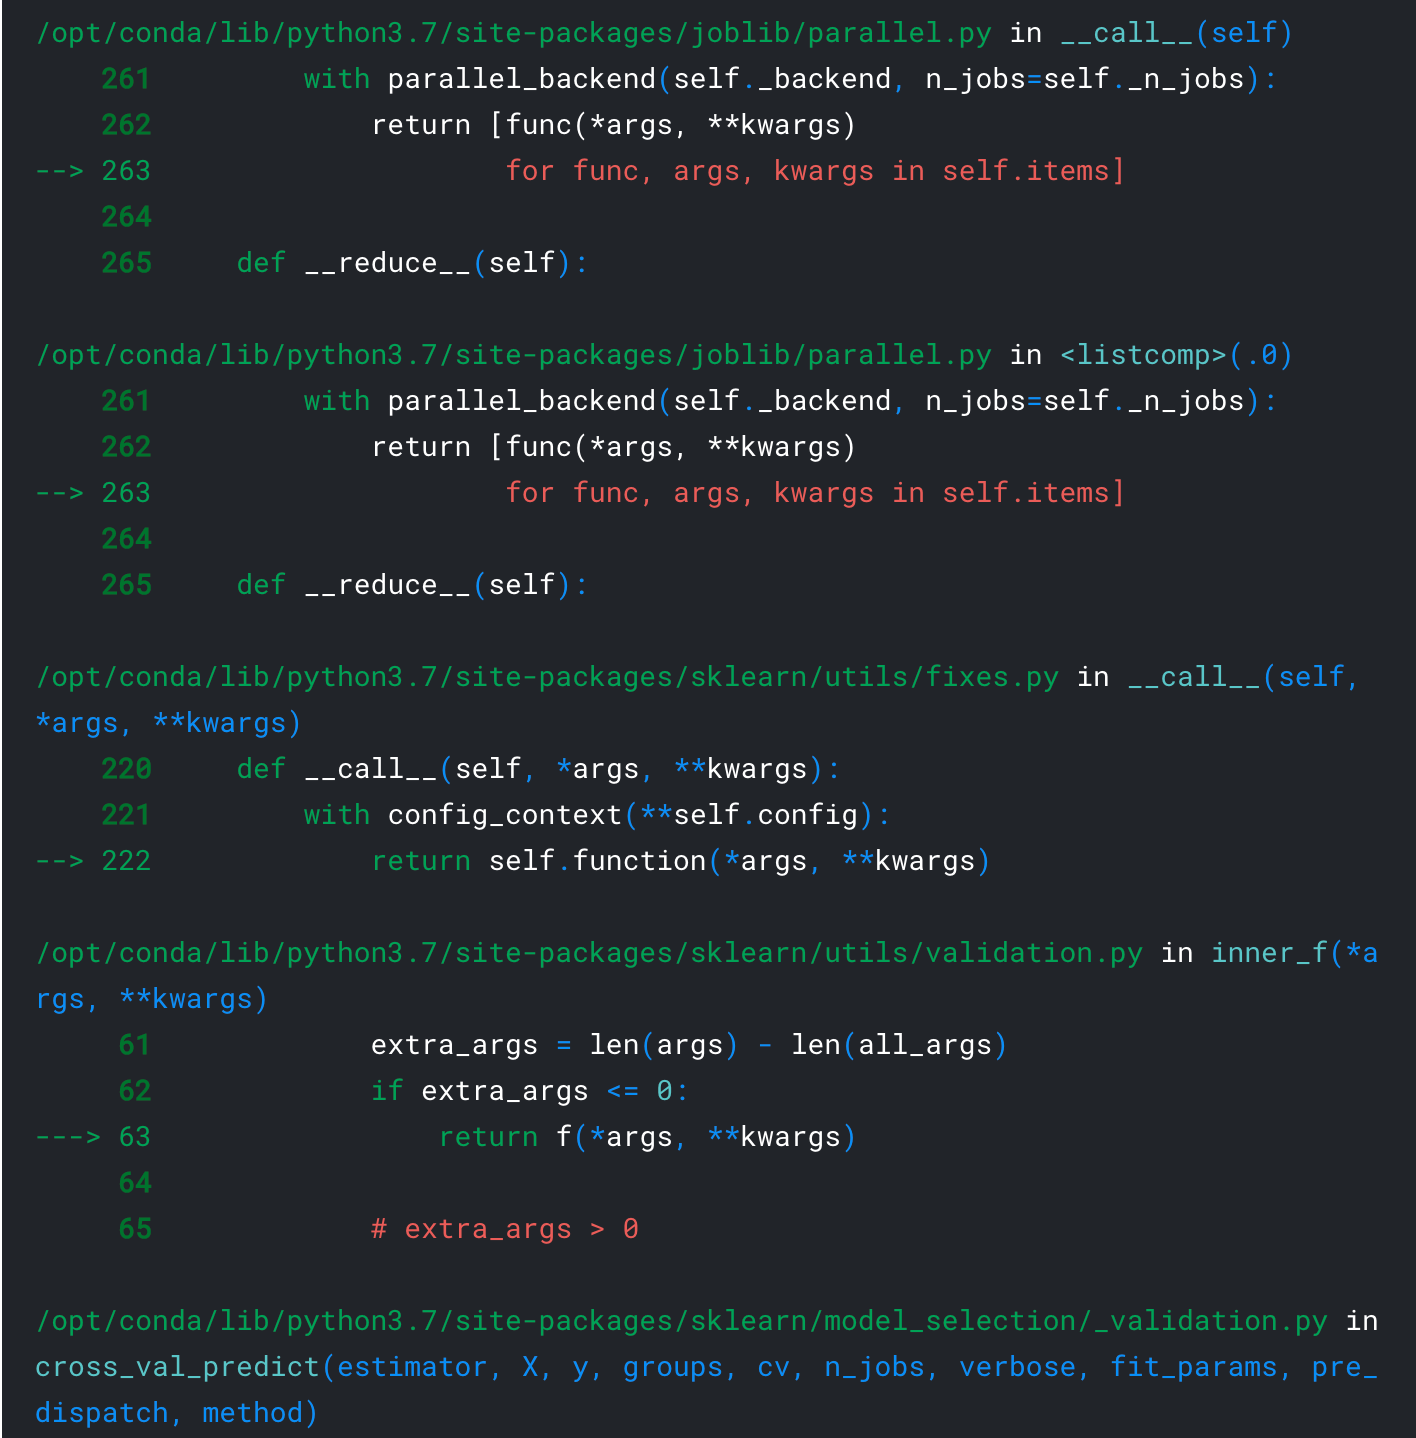 /opt/conda/lib/python3.7/site-packages/joblib/parallel.py in __call__(self)
    261         with parallel_backend(self._backend, n_jobs=self._n_jobs):
    262             return [func(*args, **kwargs)
--> 263                     for func, args, kwargs in self.items]
    264
    265     def __reduce__(self):
/opt/conda/lib/python3.7/site-packages/joblib/parallel.py in <listcomp>(.0)
    261         with parallel_backend(self._backend, n_jobs=self._n_jobs):
    262             return [func(*args, **kwargs)
--> 263                     for func, args, kwargs in self.items]
    264
    265     def __reduce__(self):
/opt/conda/lib/python3.7/site-packages/sklearn/utils/fixes.py in __call__(self,
*args, **kwargs)
    220     def __call__(self, *args, **kwargs):
    221         with config_context(**self.config):
--> 222             return self.function(*args, **kwargs)
/opt/conda/lib/python3.7/site-packages/sklearn/utils/validation.py in inner_f(*a
rgs, **kwargs)
     61             extra_args = len(args) - len(all_args)
     62             if extra_args <= 0:
---> 63                 return f(*args, **kwargs)
     64
     65             # extra_args > 0
/opt/conda/lib/python3.7/site-packages/sklearn/model_selection/_validation.py in
cross_val_predict(estimator, X, y, groups, cv, n_jobs, verbose, fit_params, pre_
dispatch, method)